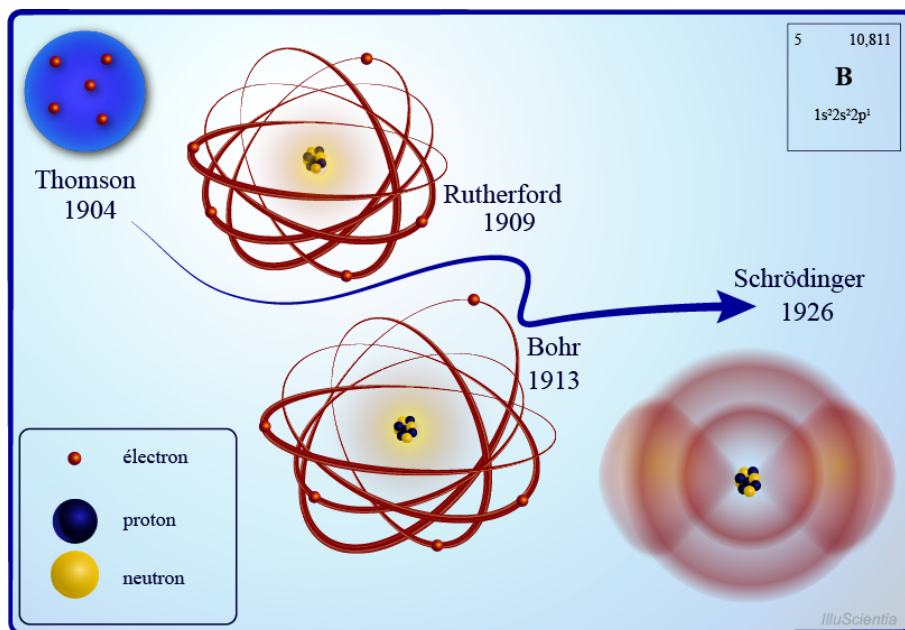 5 10,811
B
1s²2s²2p¹
Thomson
1904
Rutherford
1909
Bohr
1913
Schrödinger
1926
électron
proton
neutron
IlluScientia